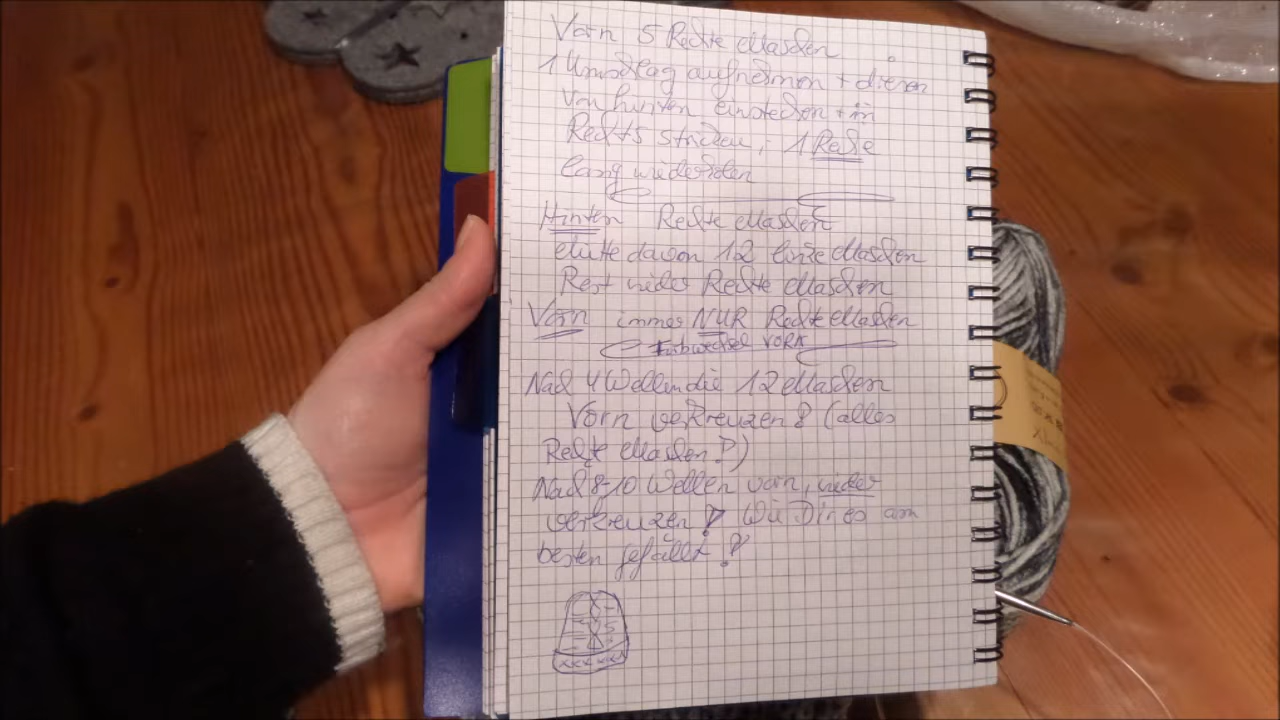 Vorn 5 Rechte Maschen
1 Umschlag aufnehmen + diesen
von hinten einstechen + in
Rechts stricken, 1 Reihe
lang wiederholen
Hinten Rechte Maschen
Mitte davon 12 linke Maschen
Rest wieder Rechte Maschen
Vorn immer NUR Rechte Maschen
Farbwechsel VORN
Nach 4 Wellen die 12 Maschen
Vorn verkreuzen! (alles
Rechte Maschen!)
Nach 8-10 Wellen vorn, wieder
verkreuzen! Wie Dir es am
besten gefällt!